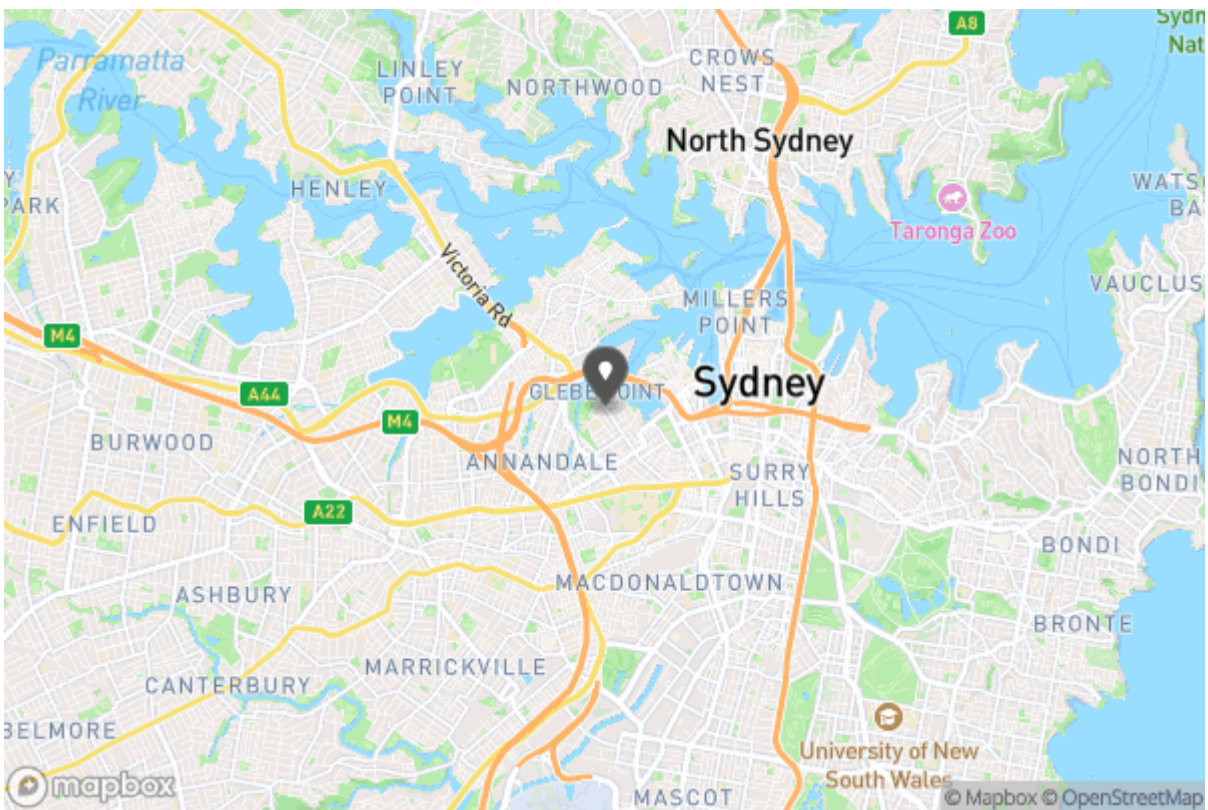 Sydn
Nat
A8
Parramatta
River
LINLEY
POINT
NORTHWOOD
CROWS
NEST
North Sydney
HENLEY
Y
PARK
WATS
BA
Taronga Zoo
Victoria Rd
MILLERS
POINT
VAUCLUS
M4
A44
GLEBE POINT
Sydney
M4
BURWOOD
ANNANDALE
SURRY
HILLS
NORTH
BONDI
A22
ENFIELD
BONDI
MACDONALDTOWN
ASHBURY
BRONTE
MARRICKVILLE
CANTERBURY
BELMORE
University of New
South Wales
mapbox
MASCOT
© Mapbox © OpenStreetMap